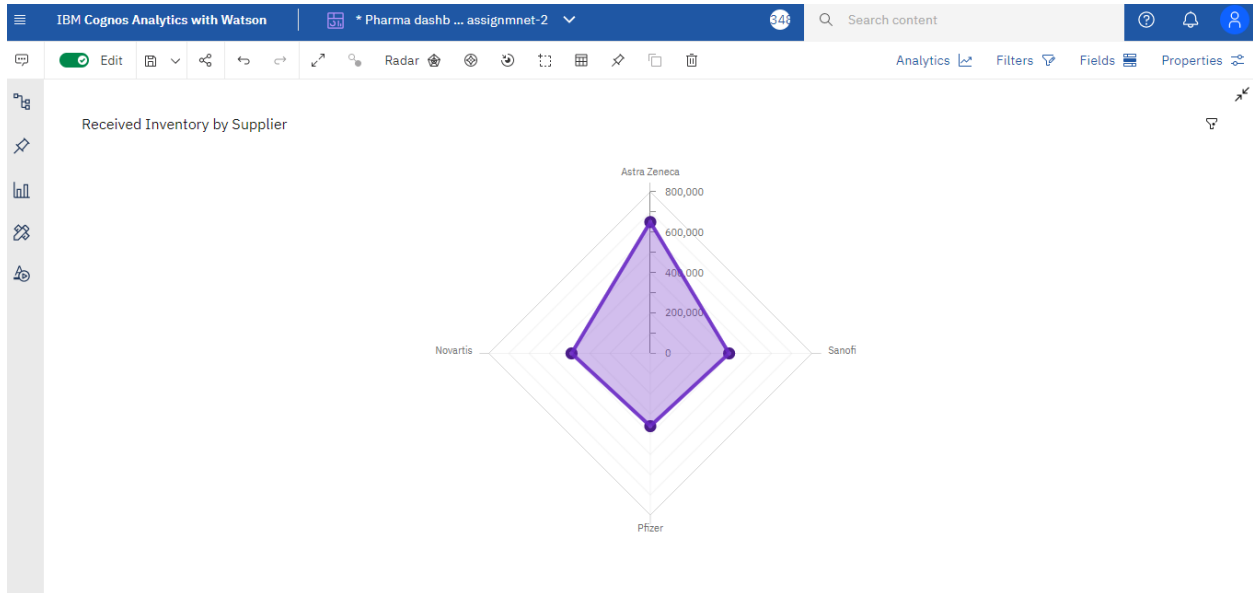 IBM Cognos Analytics with Watson
* Pharma dashb ... assignmnet-2
348
Search content
Edit
Radar
Analytics
Filters
Fields
Properties
Received Inventory by Supplier
Astra Zeneca
800,000
600,000
400,000
200,000
0
Novartis
Sanofi
Pfizer